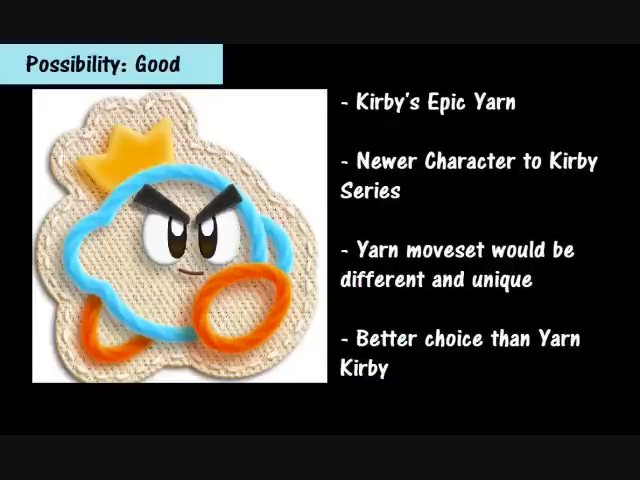 Possibility: Good
- Kirby's Epic Yarn
- Newer Character to Kirby
Series
- Yarn moveset would be
different and unique
- Better choice than Yarn
Kirby